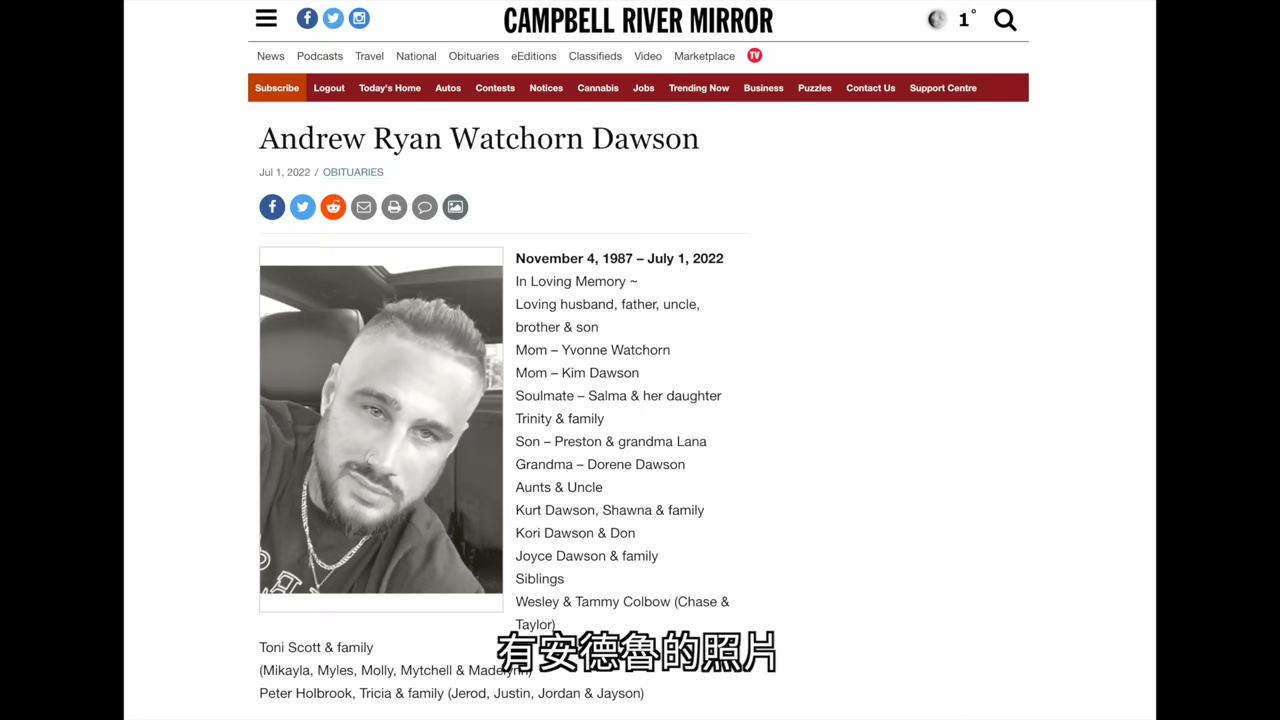 CAMPBELL RIVER MIRROR
1°
News Podcasts Travel National Obituaries eEditions Classifieds Video Marketplace TV
Subscribe Logout Today's Home Autos Contests Notices Cannabis Jobs Trending Now Business Puzzles Contact Us Support Centre
Andrew Ryan Watchorn Dawson
Jul 1, 2022 / OBITUARIES
November 4, 1987 – July 1, 2022
In Loving Memory ~
Loving husband, father, uncle,
brother & son
Mom – Yvonne Watchorn
Mom – Kim Dawson
Soulmate – Salma & her daughter
Trinity & family
Son – Preston & grandma Lana
Grandma – Dorene Dawson
Aunts & Uncle
Kurt Dawson, Shawna & family
Kori Dawson & Don
Joyce Dawson & family
Siblings
Wesley & Tammy Colbow (Chase &
Taylor)
Toni Scott & family
(Mikayla, Myles, Molly, Mytchell & Madelynn)
Peter Holbrook, Tricia & family (Jerod, Justin, Jordan & Jayson)
有安德魯的照片